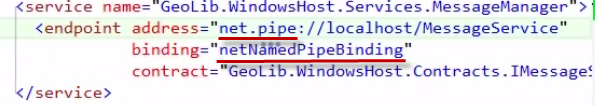 <service name="GeoLib.WindowsHost.Services.MessageManager">
<endpoint address="net.pipe://localhost/MessageService"
binding="netNamedPipeBinding"
contract="GeoLib.WindowsHost.Contracts.IMessageS
</service>